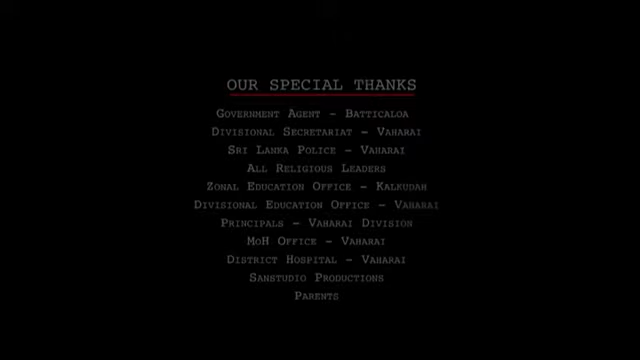 OUR SPECIAL THANKS
GOVERNMENT AGENT – BATTICALOA
DIVISIONAL SECRETARIAT – VAHARAI
SRI LANKA POLICE – VAHARAI
ALL RELIGIOUS LEADERS
ZONAL EDUCATION OFFICE – KALKUDAH
DIVISIONAL EDUCATION OFFICE – VAHARAI
PRINCIPALS – VAHARAI DIVISION
MOH OFFICE – VAHARAI
DISTRICT HOSPITAL – VAHARAI
SANSTUDIO PRODUCTIONS
PARENTS